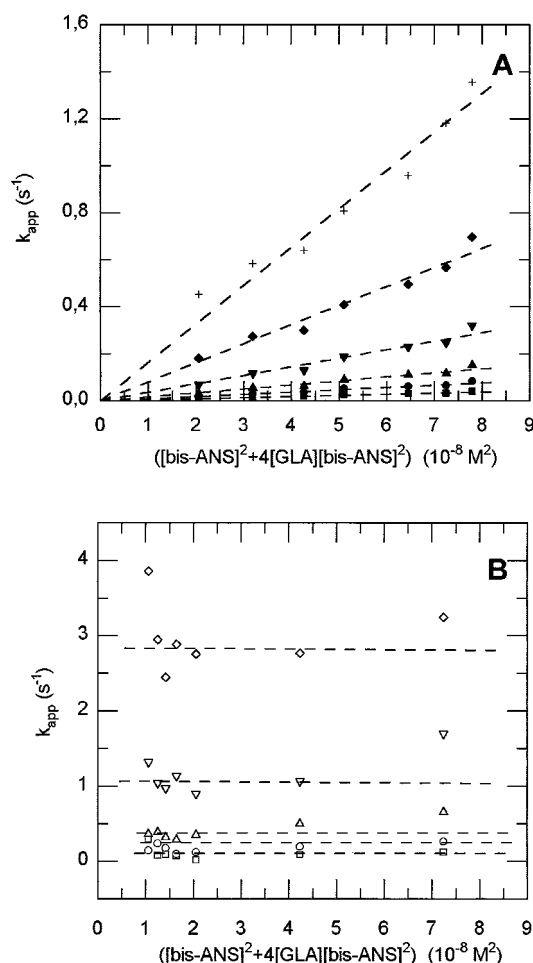 1,6
A
1,2
0,8
0,4
0,0
k_app (s⁻¹)
0 1 2 3 4 5 6 7 8 9
([bis-ANS]²+4[GLA][bis-ANS]²) (10⁻⁸ M²)
4
B
3
2
1
0
k_app (s⁻¹)
0 1 2 3 4 5 6 7 8 9
([bis-ANS]²+4[GLA][bis-ANS]²) (10⁻⁸ M²)